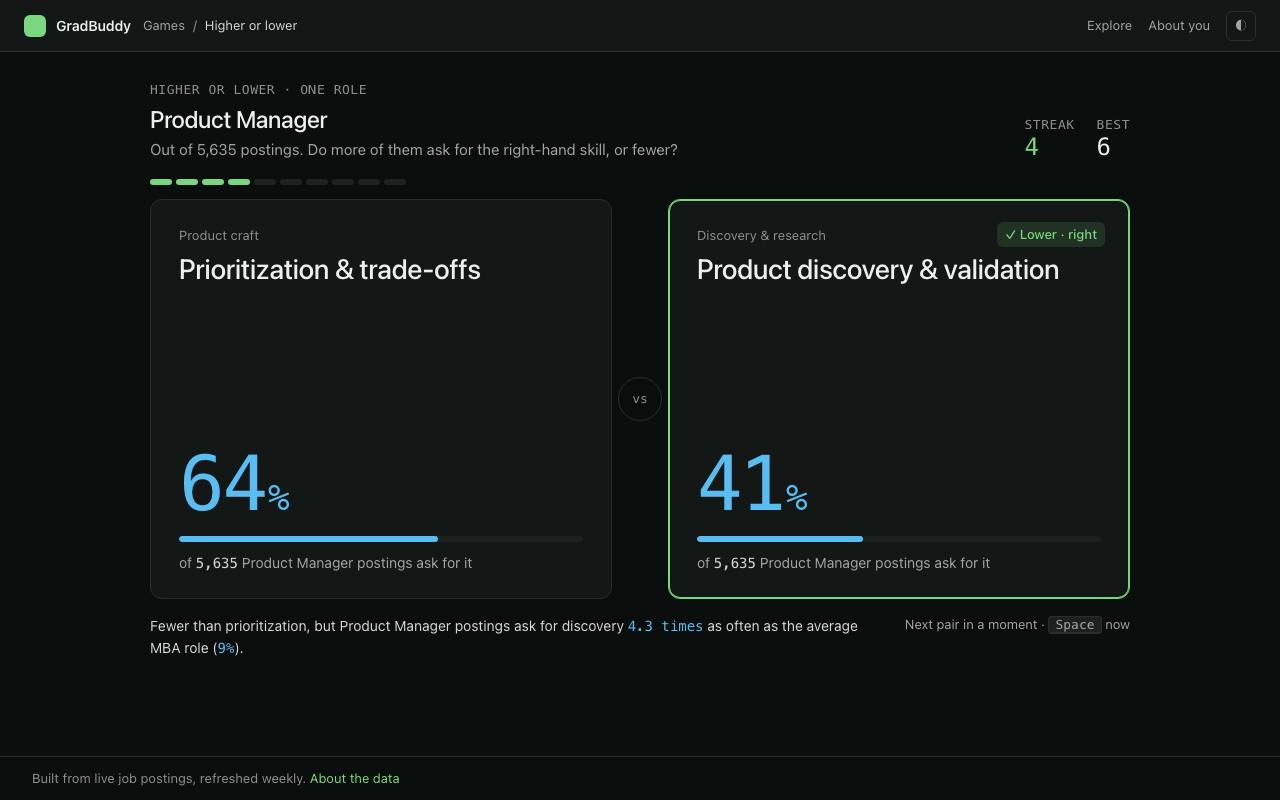 GradBuddy Games / Higher or lower Explore About you
HIGHER OR LOWER · ONE ROLE
Product Manager
Out of 5,635 postings. Do more of them ask for the right-hand skill, or fewer?
STREAK BEST
4 6
Product craft
Prioritization & trade-offs
64%
of 5,635 Product Manager postings ask for it
vs
Discovery & research
✓ Lower · right
Product discovery & validation
41%
of 5,635 Product Manager postings ask for it
Fewer than prioritization, but Product Manager postings ask for discovery 4.3 times as often as the average
MBA role (9%).
Next pair in a moment · Space now
Built from live job postings, refreshed weekly. About the data